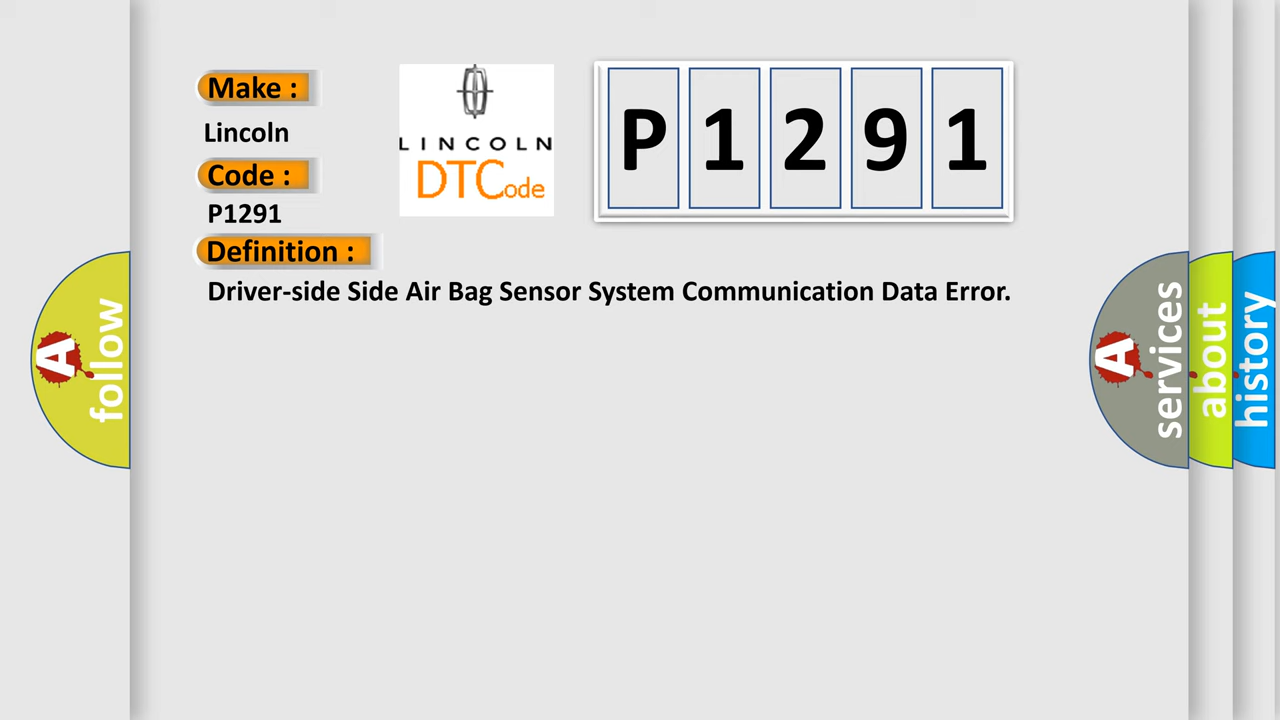 Make :
Lincoln
Code :
P1291
Definition :
Driver-side Side Air Bag Sensor System Communication Data Error.
LINCOLN
DTCode
P 1 2 9 1
A follow
A services
about
history